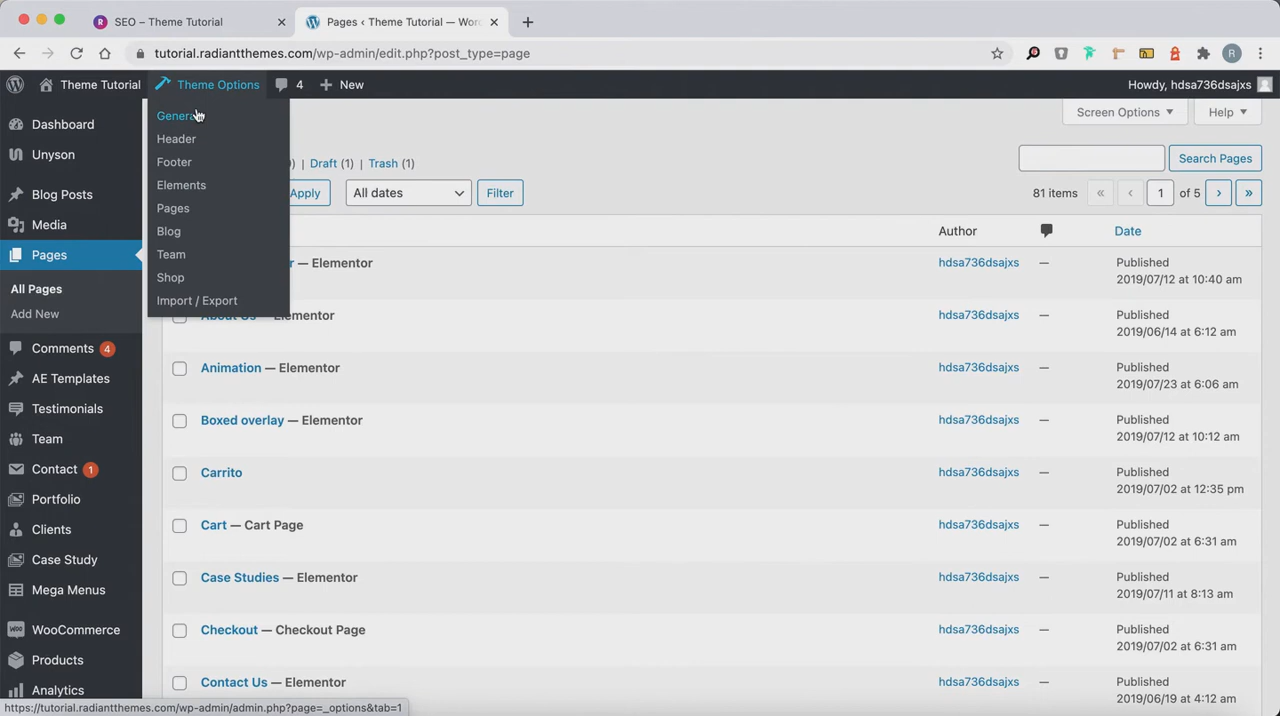 SEO – Theme Tutorial
Pages ‹ Theme Tutorial — Wor
tutorial.radiantthemes.com/wp-admin/edit.php?post_type=page
R
Theme Tutorial
Theme Options
4
New
Howdy, hdsa736dsajxs
General
Header
Footer
Elements
Pages
Blog
Team
Shop
Import / Export
Dashboard
Unyson
Blog Posts
Media
Pages
All Pages
Add New
Comments 4
AE Templates
Testimonials
Team
Contact 1
Portfolio
Clients
Case Study
Mega Menus
WooCommerce
Products
Analytics
Screen Options
Help
| Draft (1) | Trash (1)
Search Pages
Apply
All dates
Filter
81 items « ‹ 1 of 5 › »
Author
Date
— Elementor hdsa736dsajxs — Published
2019/07/12 at 10:40 am
About Us — Elementor hdsa736dsajxs — Published
2019/06/14 at 6:12 am
Animation — Elementor hdsa736dsajxs — Published
2019/07/23 at 6:06 am
Boxed overlay — Elementor hdsa736dsajxs — Published
2019/07/12 at 10:12 am
Carrito hdsa736dsajxs — Published
2019/07/02 at 12:35 pm
Cart — Cart Page hdsa736dsajxs — Published
2019/07/02 at 6:31 am
Case Studies — Elementor hdsa736dsajxs — Published
2019/07/11 at 8:13 am
Checkout — Checkout Page hdsa736dsajxs — Published
2019/07/02 at 6:31 am
Contact Us — Elementor hdsa736dsajxs — Published
2019/06/19 at 4:12 am
https://tutorial.radiantthemes.com/wp-admin/admin.php?page=_options&tab=1